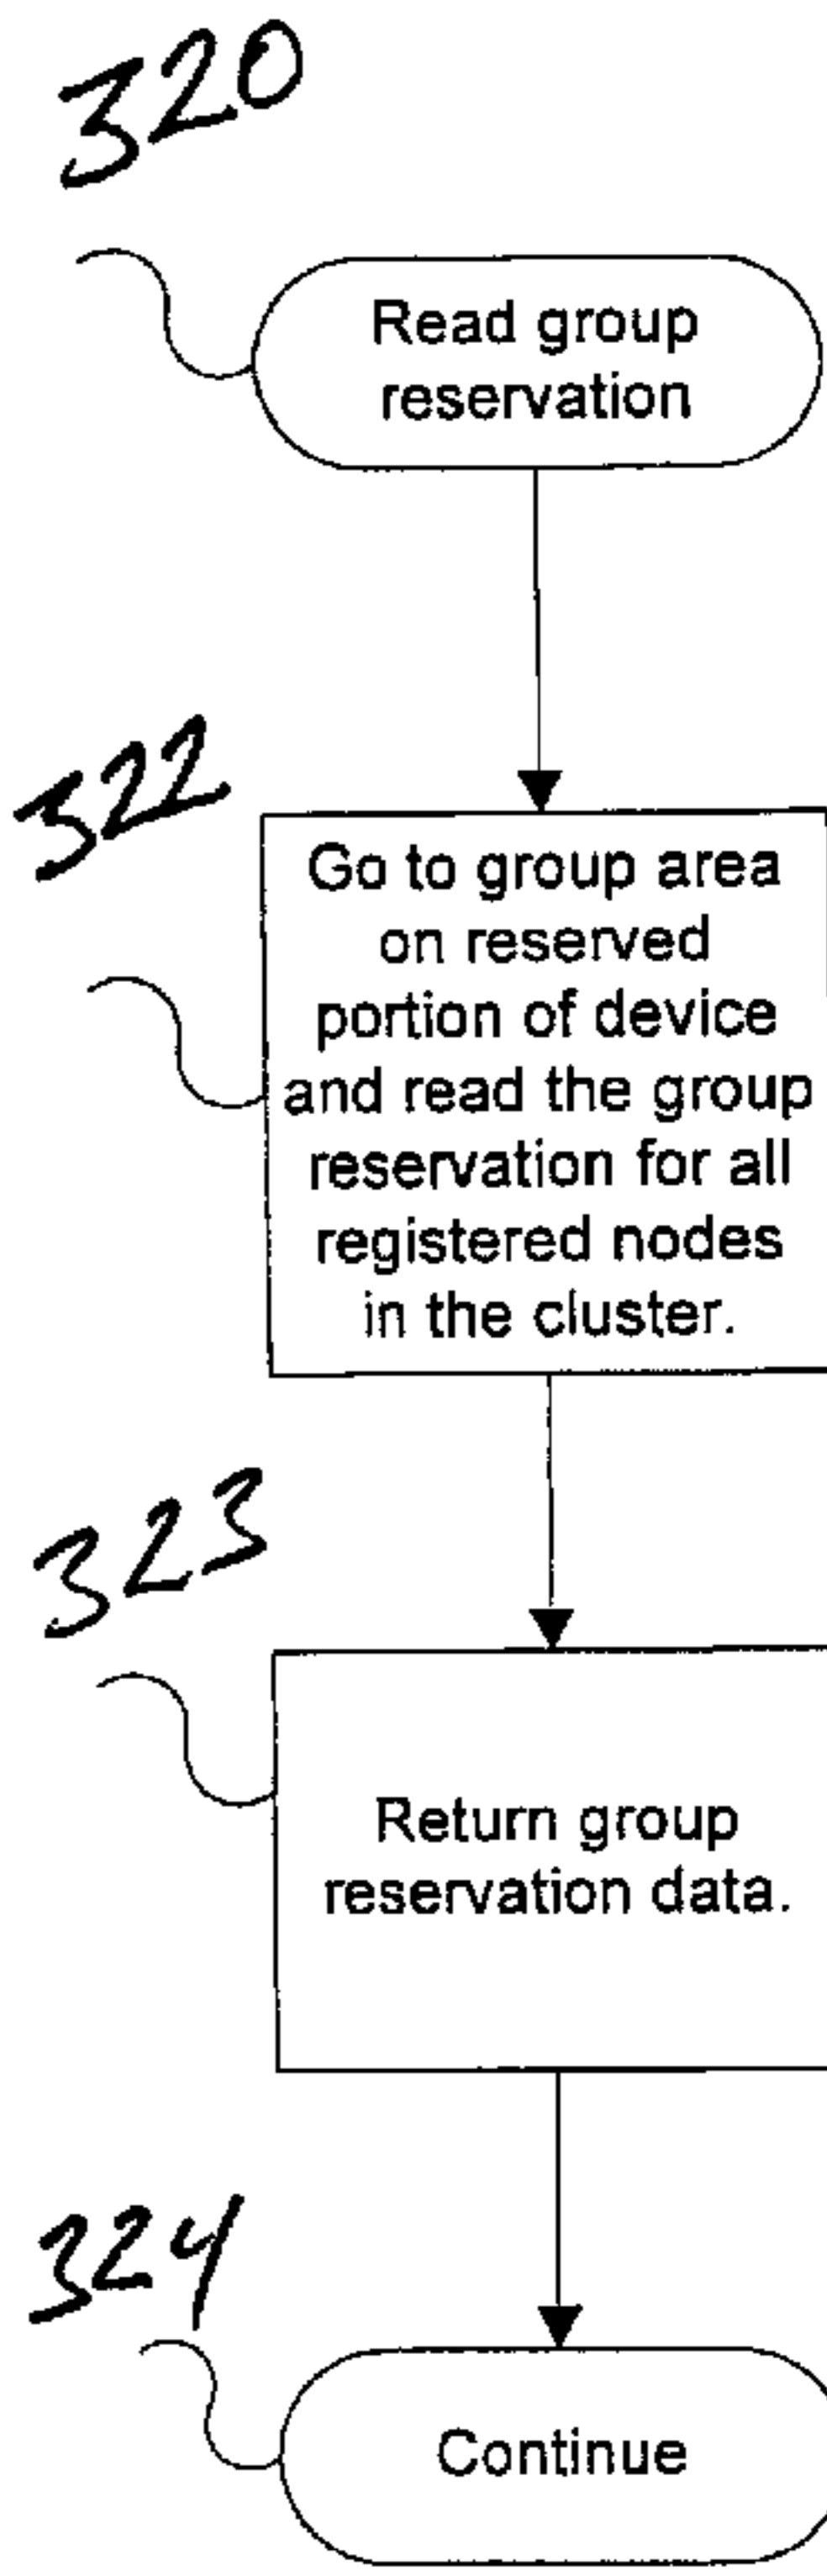 320
Read group
reservation
322
Go to group area
on reserved
portion of device
and read the group
reservation for all
registered nodes
in the cluster.
323
Return group
reservation data.
324
Continue